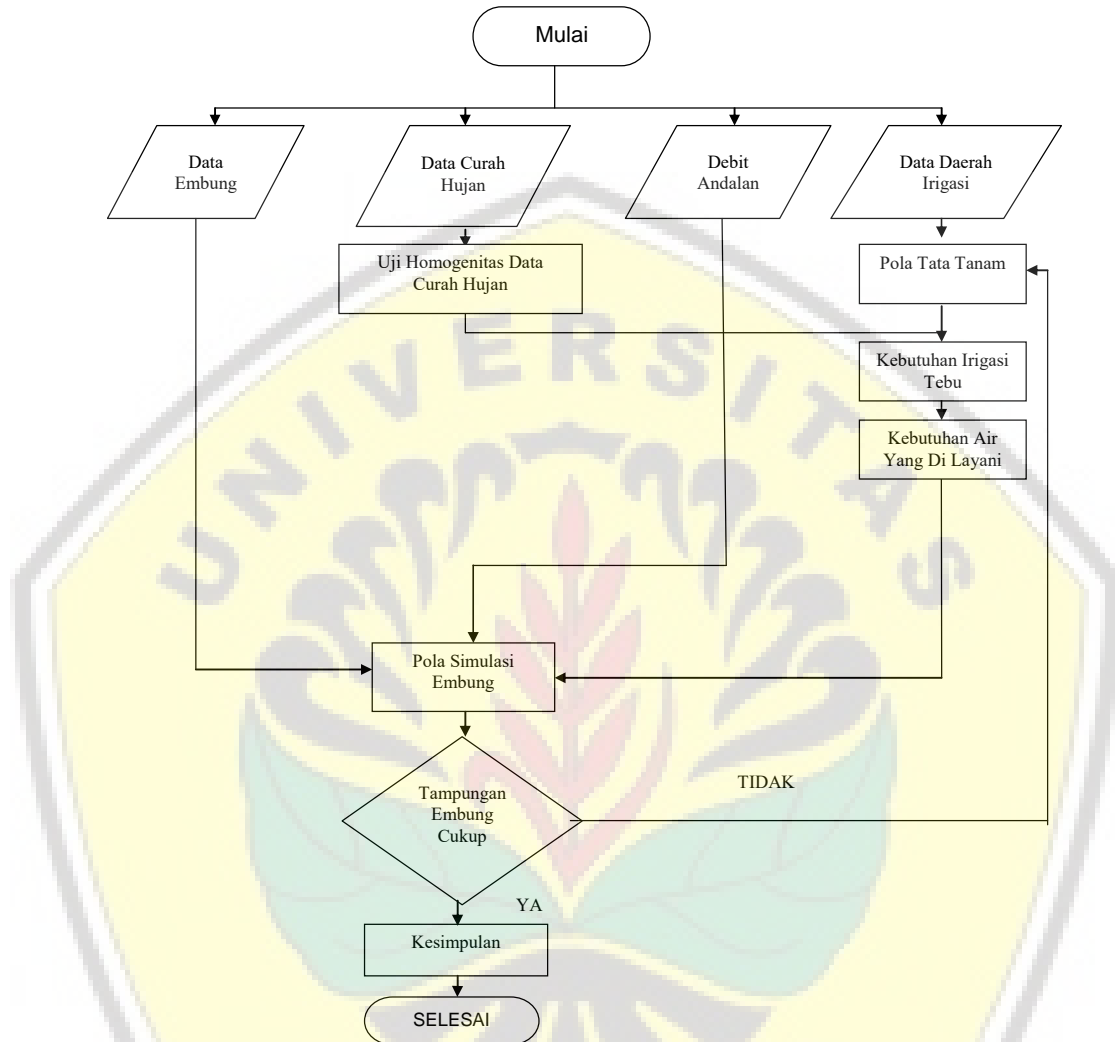 Mulai
Data
Embung
Data Curah
Hujan
Debit
Andalan
Data Daerah
Irigasi
Uji Homogenitas Data
Curah Hujan
Pola Tata Tanam
Kebutuhan Irigasi
Tebu
Kebutuhan Air
Yang Di Layani
UNIVERSITAS
Pola Simulasi
Embung
Tampungan
Embung
Cukup
TIDAK
YA
Kesimpulan
SELESAI